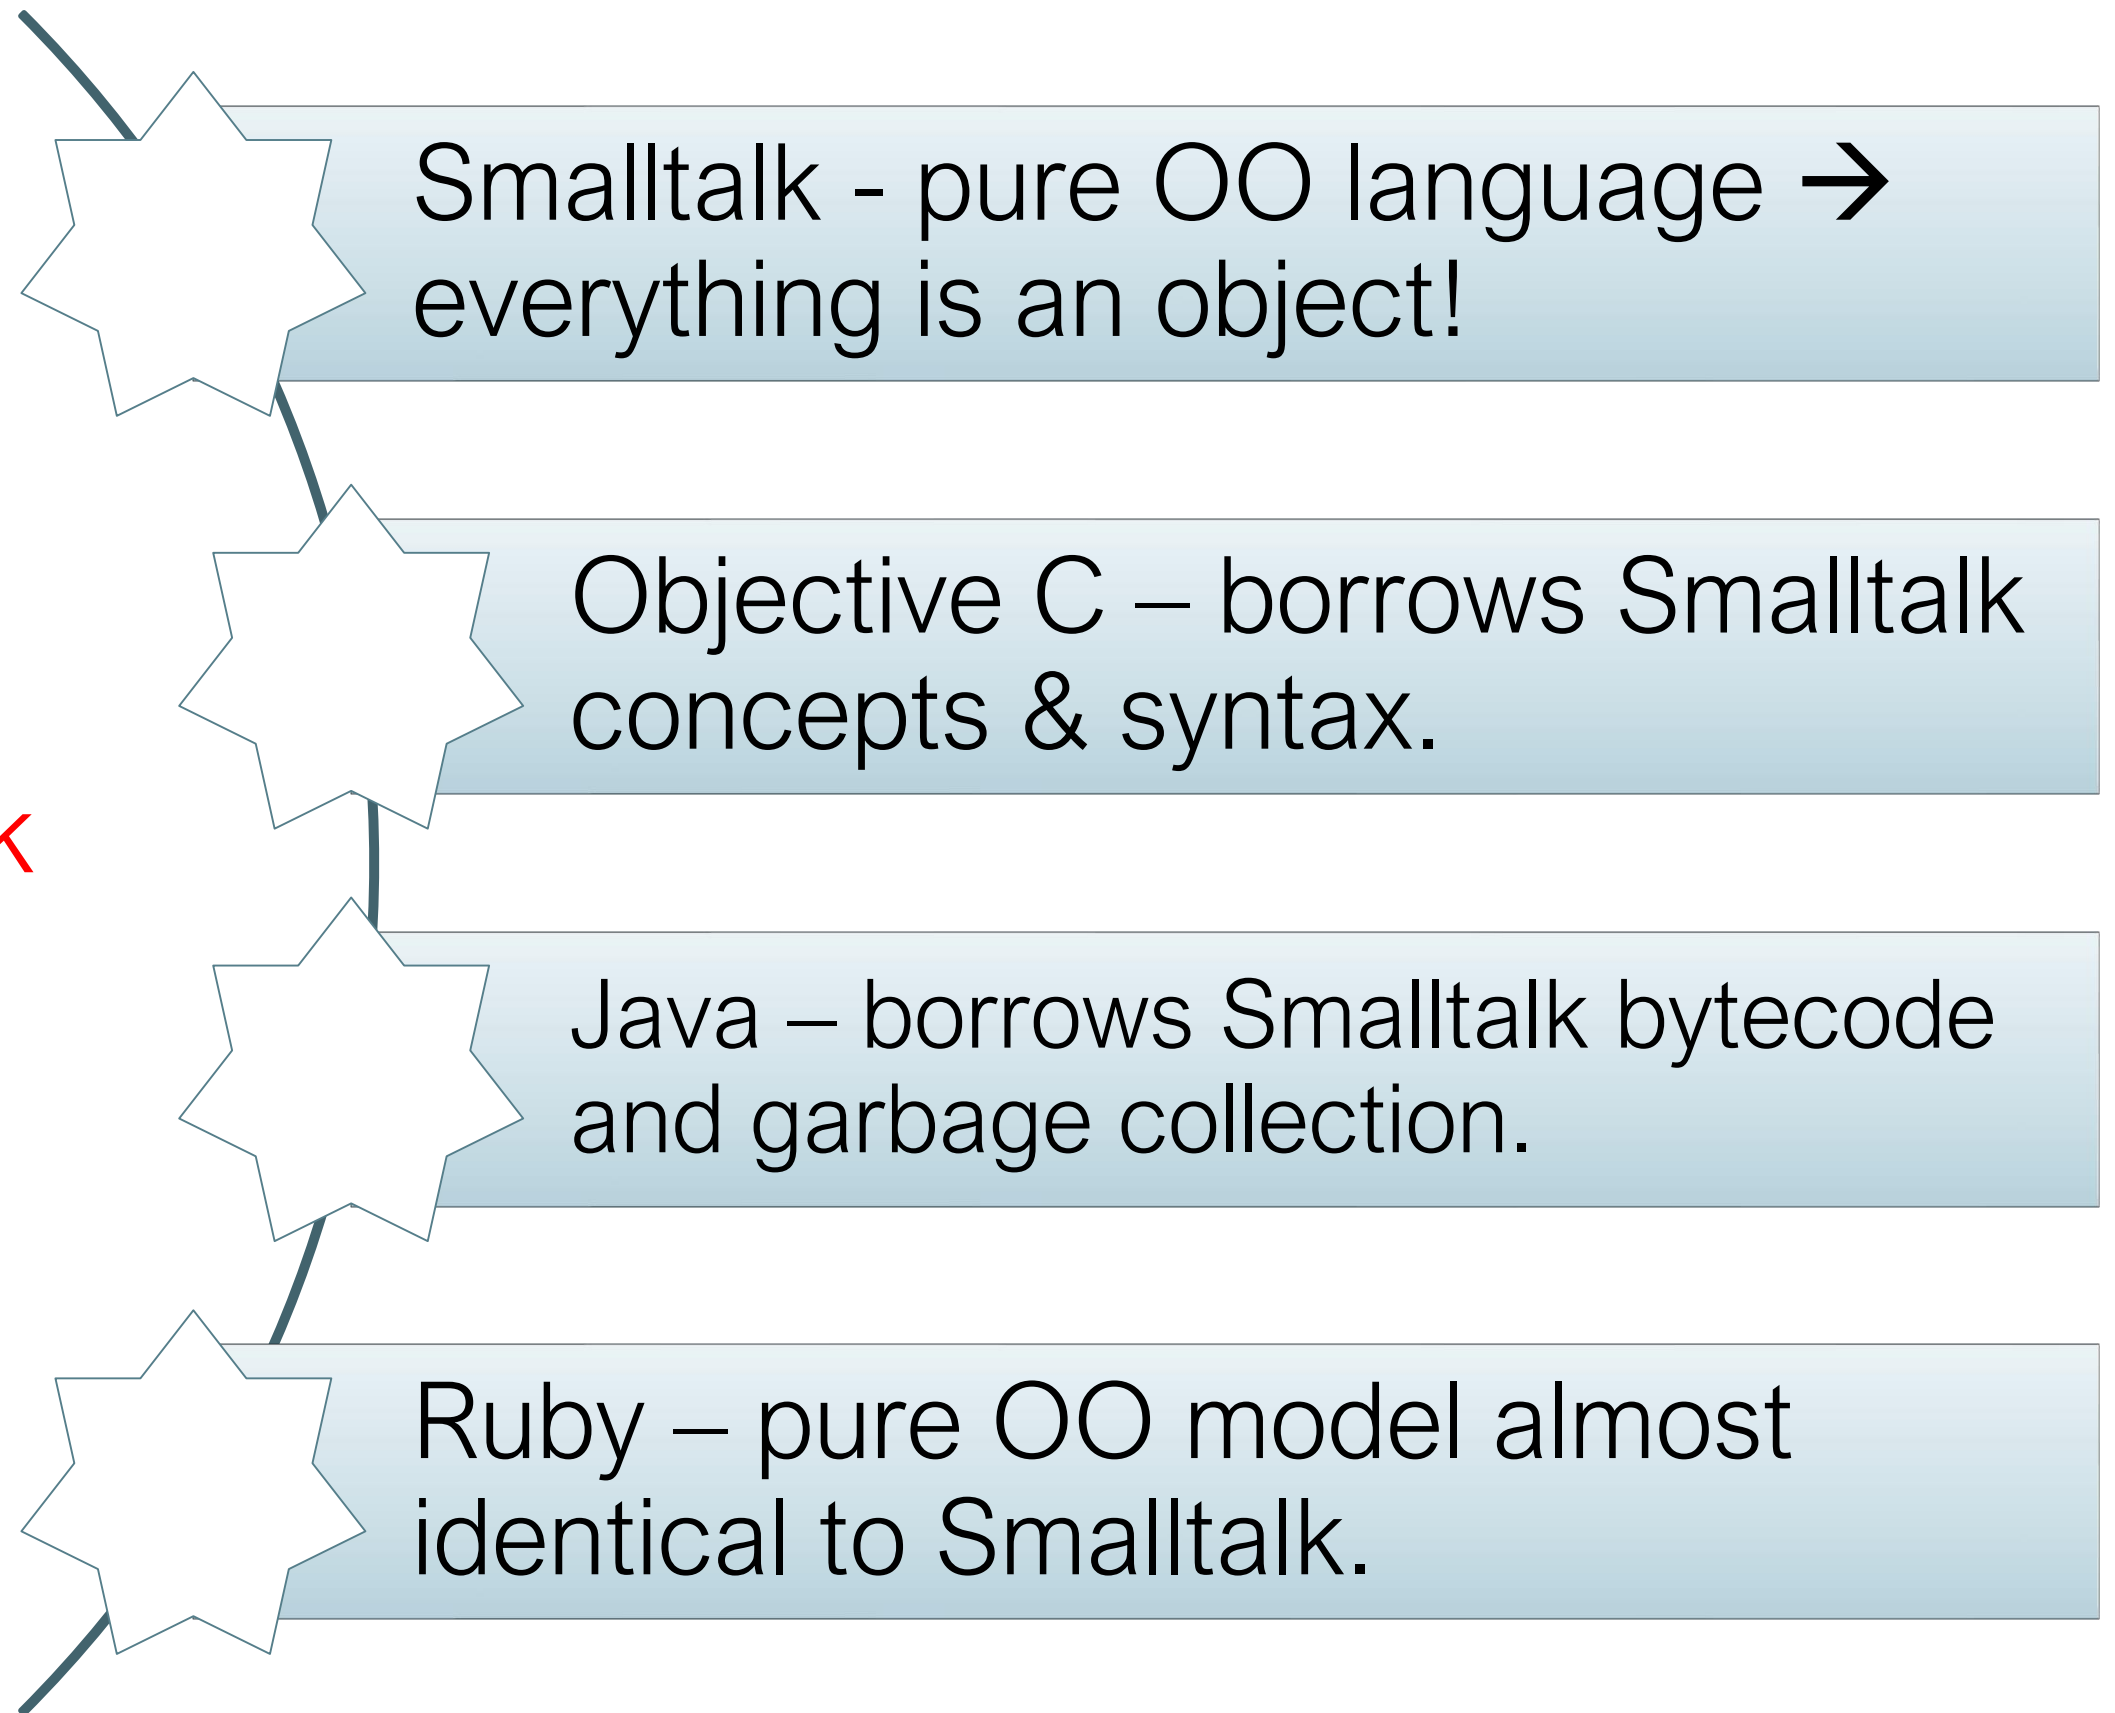 Smalltalk - pure OO language →
everything is an object!
Objective C – borrows Smalltalk
concepts & syntax.
Java – borrows Smalltalk bytecode
and garbage collection.
Ruby – pure OO model almost
identical to Smalltalk.